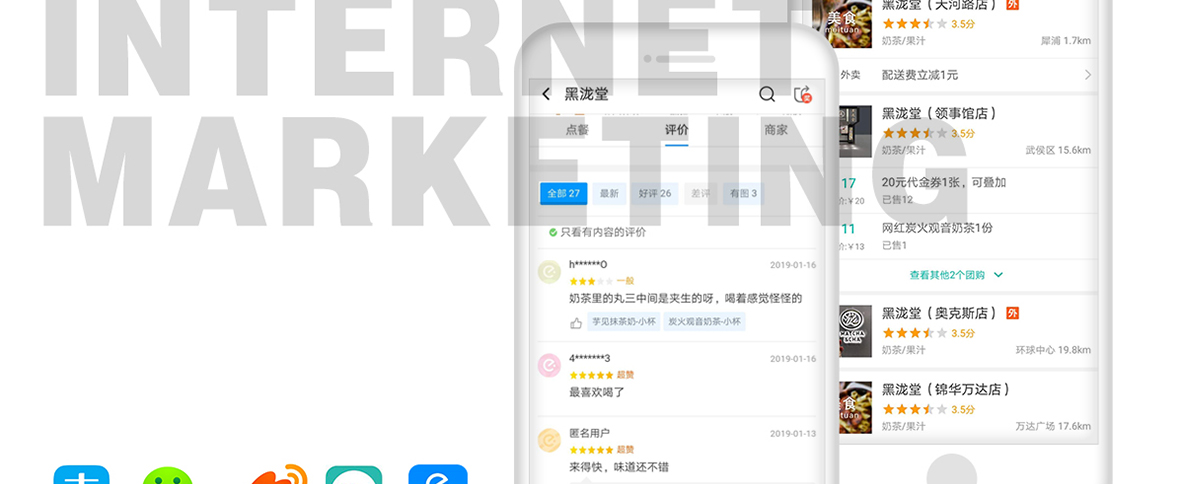 INTERNET
MARKETING
黑泷堂
点餐 评价 商家
全部 27 最新 好评 26 差评 有图 3
只看有内容的评价
h******0 2019-01-16
一般
奶茶里的丸三中间是夹生的呀，喝着感觉怪怪的
芋见抹茶奶-小杯 炭火观音奶茶-小杯
4*******3 2019-01-16
超赞
最喜欢喝了
匿名用户 2019-01-13
超赞
来得快，味道还不错
黑泷堂（天河路店） 外
美食
meituan
3.5分
奶茶/果汁 犀浦 1.7km
外卖 配送费立减1元
黑泷堂（领事馆店）
3.5分
奶茶/果汁 武侯区 15.6km
17 20元代金券1张，可叠加
价:￥20 已售12
11 网红炭火观音奶茶1份
价:￥13 已售1
查看其他2个团购
黑泷堂（奥克斯店） 外
MATCHA
&CHA
3.5分
奶茶/果汁 环球中心 19.8km
黑泷堂（锦华万达店）
食
tuan
3.5分
奶茶/果汁 万达广场 17.6km